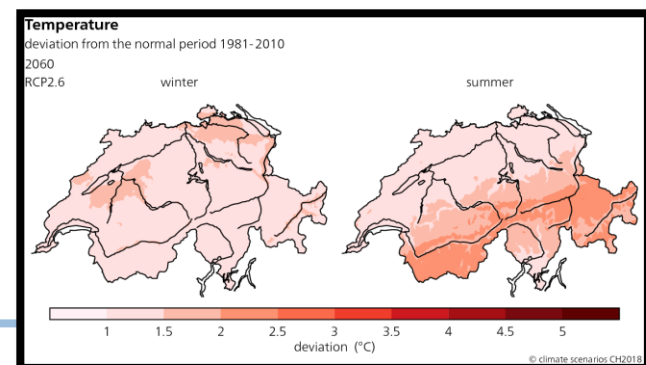 Temperature
deviation from the normal period 1981-2010
2060
RCP2.6
winter
summer
1 1.5 2 2.5 3 3.5 4 4.5 5
deviation (°C)
© climate scenarios CH2018